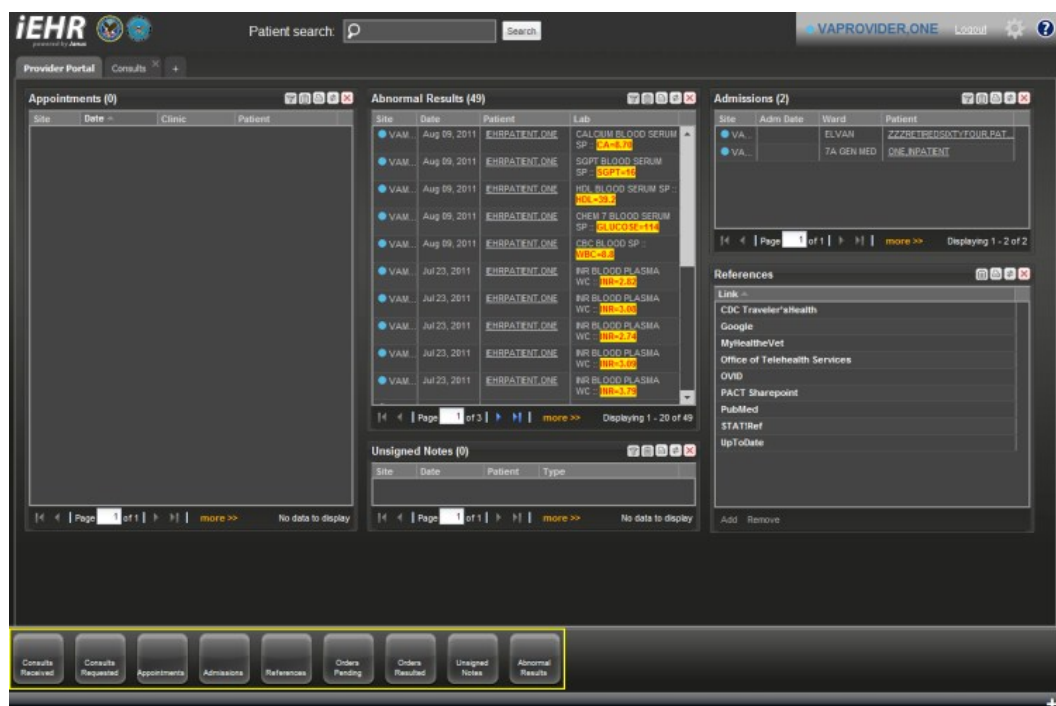 iEHR
powered by Janus
Patient search:
Search
VAPROVIDER,ONE
Logout
?
Provider Portal
Consults
+
Appointments (0)
Site Date Clinic Patient
Page 1 of 1 more >> No data to display
Abnormal Results (49)
Site Date Patient Lab
VAM... Aug 09, 2011 EHRPATIENT,ONE CALCIUM BLOOD SERUM
SP :: CA=8.70
VAM... Aug 09, 2011 EHRPATIENT,ONE SGPT BLOOD SERUM
SP :: SGPT=16
VAM... Aug 09, 2011 EHRPATIENT,ONE HDL BLOOD SERUM SP ::
HDL=39.2
VAM... Aug 09, 2011 EHRPATIENT,ONE CHEM 7 BLOOD SERUM
SP :: GLUCOSE=114
VAM... Aug 09, 2011 EHRPATIENT,ONE CBC BLOOD SP ::
WBC=0.8
VAM... Jul 23, 2011 EHRPATIENT,ONE INR BLOOD PLASMA
WC :: INR=2.82
VAM... Jul 23, 2011 EHRPATIENT,ONE INR BLOOD PLASMA
WC :: INR=3.08
VAM... Jul 23, 2011 EHRPATIENT,ONE INR BLOOD PLASMA
WC :: INR=2.74
VAM... Jul 23, 2011 EHRPATIENT,ONE INR BLOOD PLASMA
WC :: INR=3.09
VAM... Jul 23, 2011 EHRPATIENT,ONE INR BLOOD PLASMA
WC :: INR=3.79
Page 1 of 3 more >> Displaying 1 - 20 of 49
Unsigned Notes (0)
Site Date Patient Type
Page 1 of 1 more >> No data to display
Admissions (2)
Site Adm Date Ward Patient
VA... ELVAN ZZZRETIREDSIXTYFOUR,PAT...
VA... 7A GEN MED ONE,INPATIENT
Page 1 of 1 more >> Displaying 1 - 2 of 2
References
Link
CDC Traveler'sHealth
Google
MyHealtheVet
Office of Telehealth Services
OVID
PACT Sharepoint
PubMed
STAT!Ref
UpToDate
Add Remove
Consults
Received
Consults
Requested
Appointments
Admissions
References
Orders
Pending
Orders
Resulted
Unsigned
Notes
Abnormal
Results